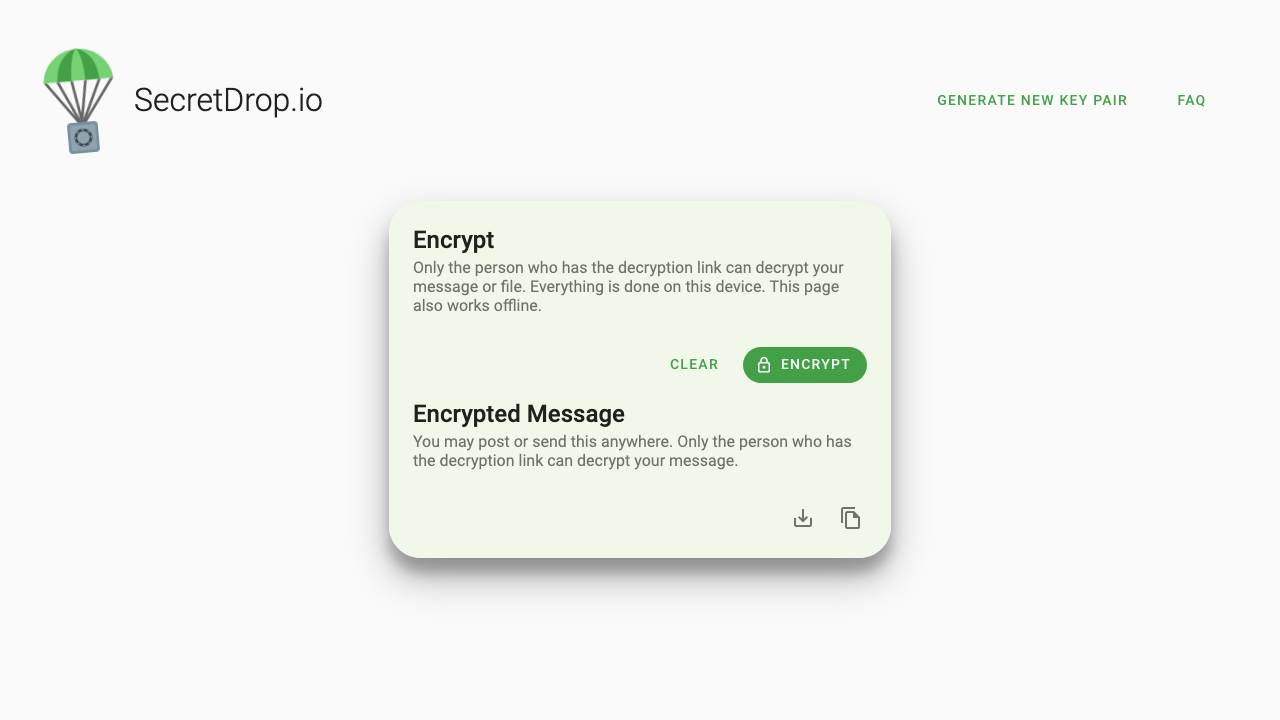 SecretDrop.io
GENERATE NEW KEY PAIR
FAQ
Encrypt
Only the person who has the decryption link can decrypt your
message or file. Everything is done on this device. This page
also works offline.
CLEAR
ENCRYPT
Encrypted Message
You may post or send this anywhere. Only the person who has
the decryption link can decrypt your message.